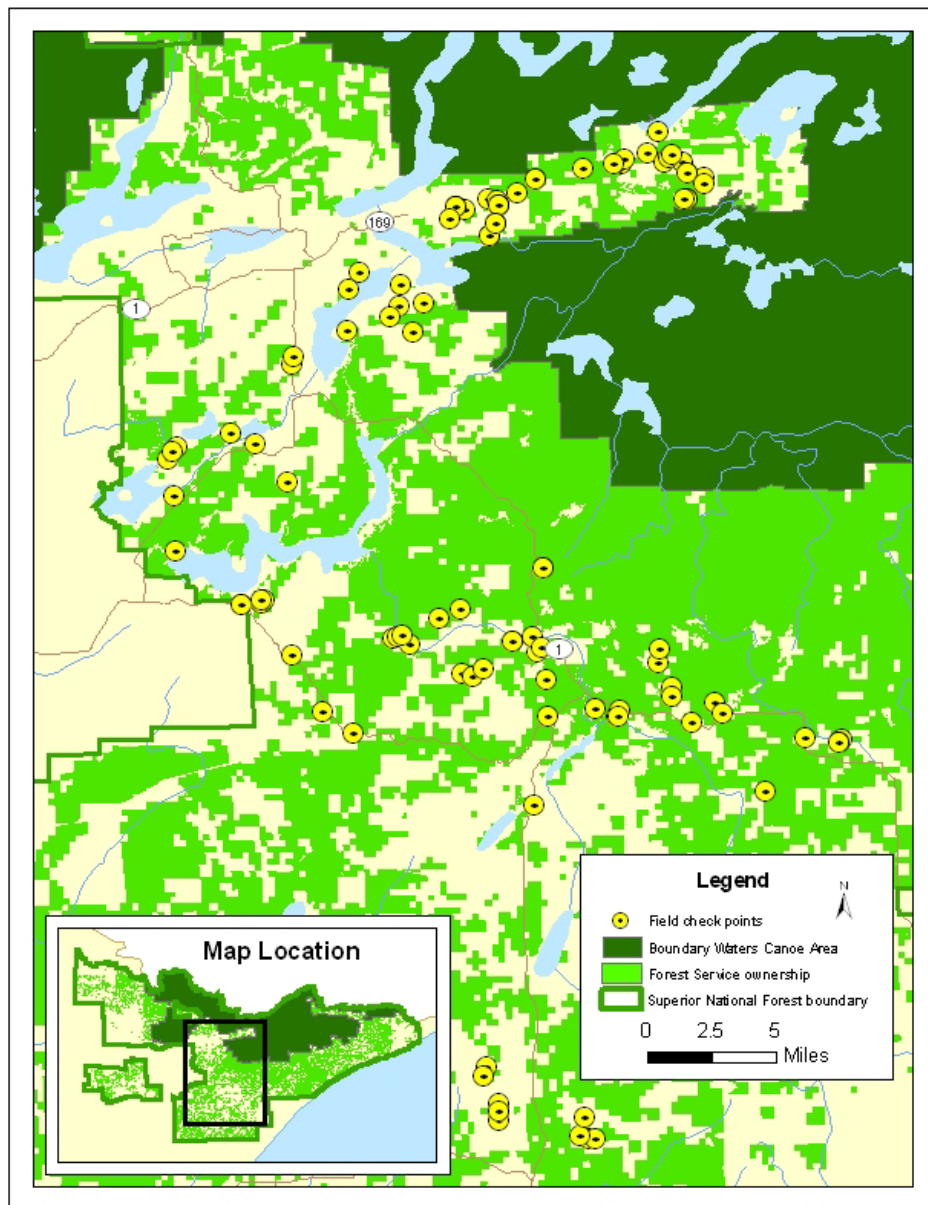 169
1
1
Legend
N
Field check points
Boundary Waters Canoe Area
Forest Service ownership
Superior National Forest boundary
0 2.5 5
Miles
Map Location